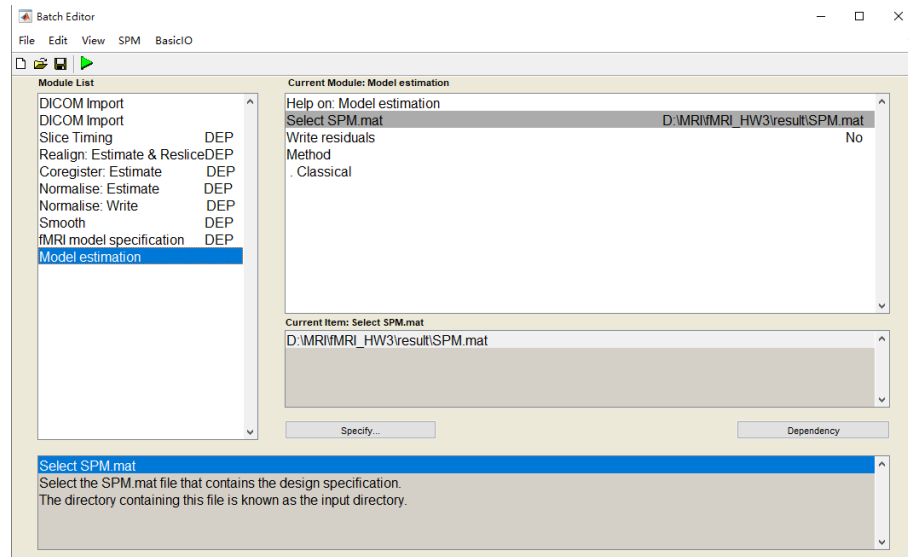 Batch Editor
File Edit View SPM BasicIO
Module List
DICOM Import
DICOM Import
Slice Timing DEP
Realign: Estimate & ResliceDEP
Coregister: Estimate DEP
Normalise: Estimate DEP
Normalise: Write DEP
Smooth DEP
fMRI model specification DEP
Model estimation
Current Module: Model estimation
Help on: Model estimation
Select SPM.mat D:\MRI\fMRI_HW3\result\SPM.mat
Write residuals No
Method
. Classical
Current Item: Select SPM.mat
D:\MRI\fMRI_HW3\result\SPM.mat
Specify... Dependency
Select SPM.mat
Select the SPM.mat file that contains the design specification.
The directory containing this file is known as the input directory.